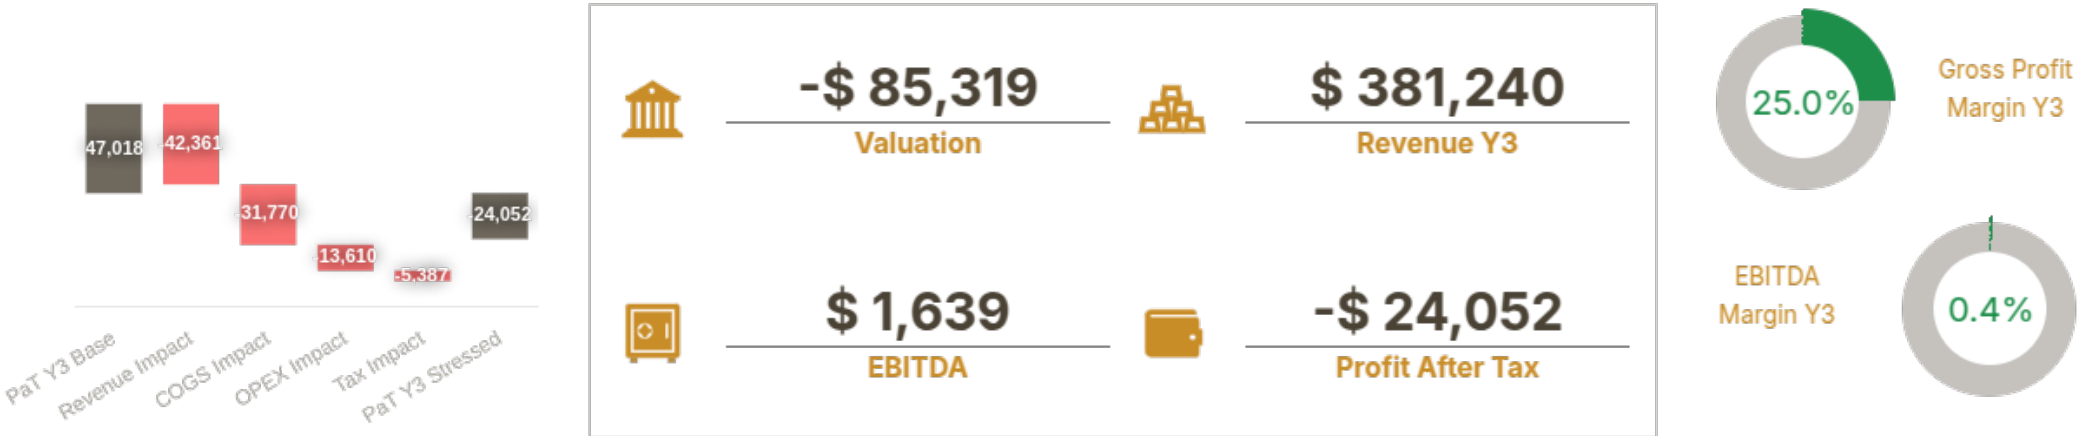 47,018
-42,361
-31,770
-13,610
-5,387
-24,052
PaT Y3 Base
Revenue Impact
COGS Impact
OPEX Impact
Tax Impact
PaT Y3 Stressed
-$ 85,319
Valuation
$ 381,240
Revenue Y3
$ 1,639
EBITDA
-$ 24,052
Profit After Tax
25.0%
Gross Profit
Margin Y3
EBITDA
Margin Y3
0.4%